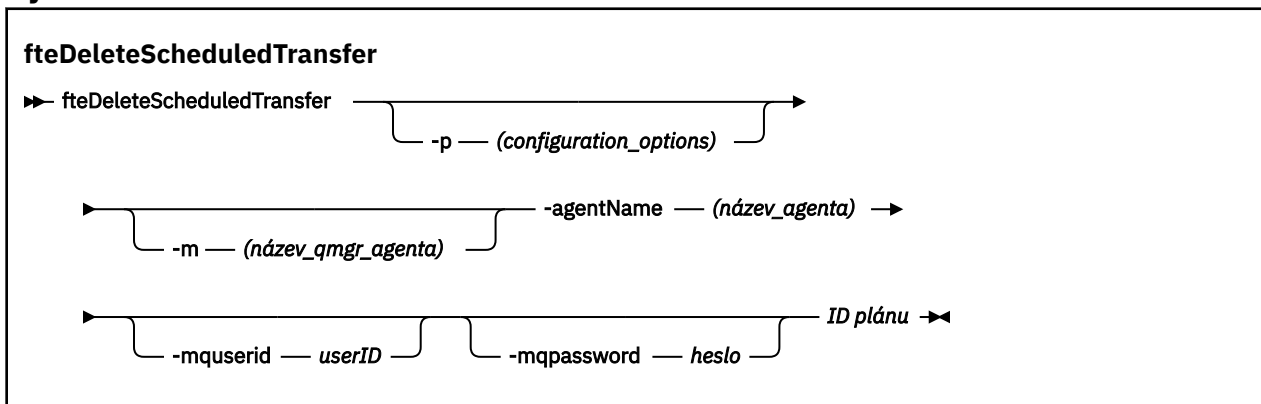 fteDeleteScheduledTransfer
fteDeleteScheduledTransfer
-p (configuration_options)
-agentName (název_agenta)
-m (název_qmgr_agenta)
ID plánu
-mquserid userID -mqpassword heslo